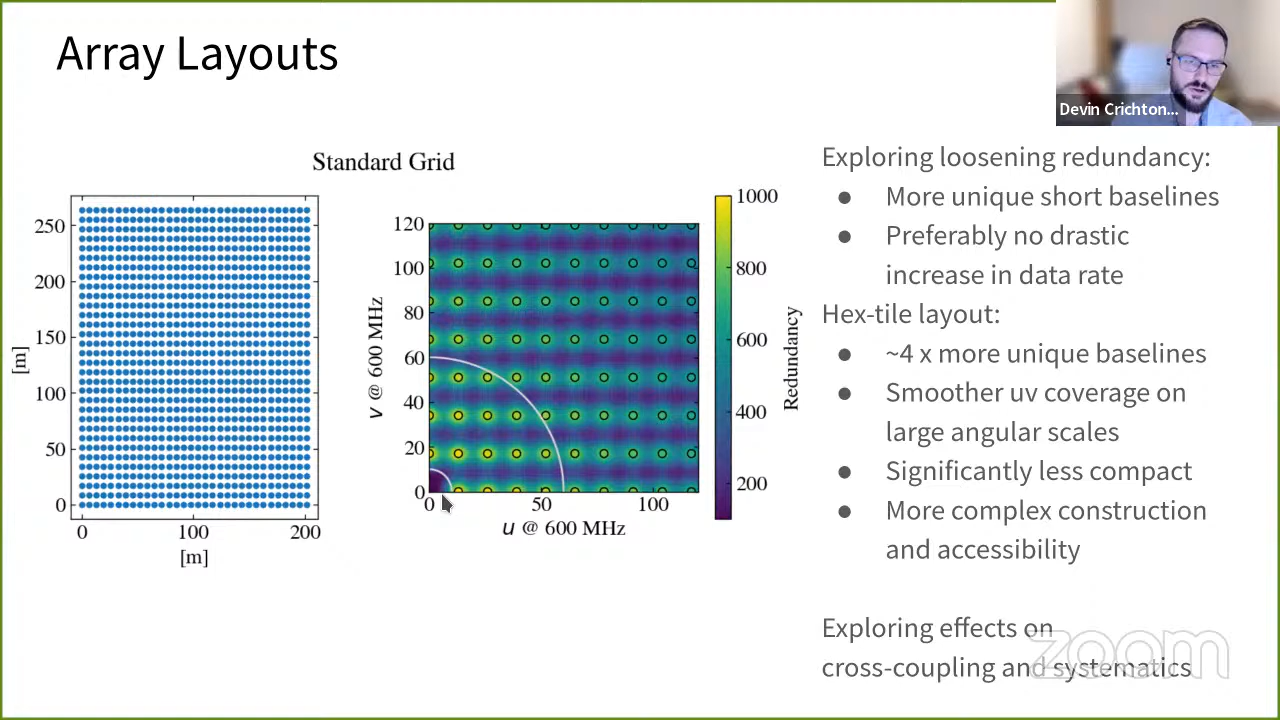 Array Layouts
Devin Crichton...
Standard Grid
250
200
150
100
50
0
[m]
0
100
200
[m]
120
100
80
60
40
20
0
v @ 600 MHz
0
50
100
u @ 600 MHz
1000
800
600
400
200
Redundancy
Exploring loosening redundancy:
● More unique short baselines
● Preferably no drastic
increase in data rate
Hex-tile layout:
● ~4 x more unique baselines
● Smoother uv coverage on
large angular scales
● Significantly less compact
● More complex construction
and accessibility
Exploring effects on
cross-coupling and systematics
zoom